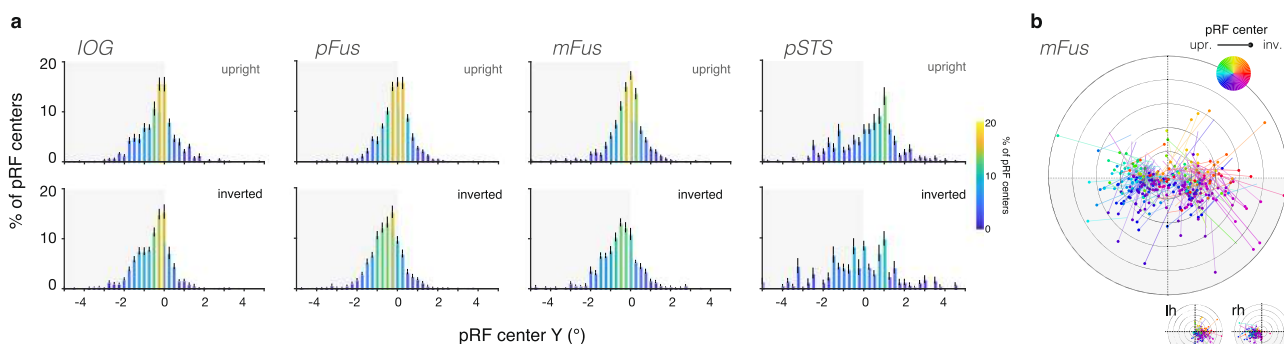 a
IOG
pFus
mFus
pSTS
upright
upright
upright
upright
20
10
0
inverted
inverted
inverted
inverted
20
10
0
-4 -2 0 2 4
-4 -2 0 2 4
-4 -2 0 2 4
-4 -2 0 2 4
% of pRF centers
pRF center Y (°)
20
10
0
% of pRF centers
b
mFus
pRF center
upr. inv.
lh
rh